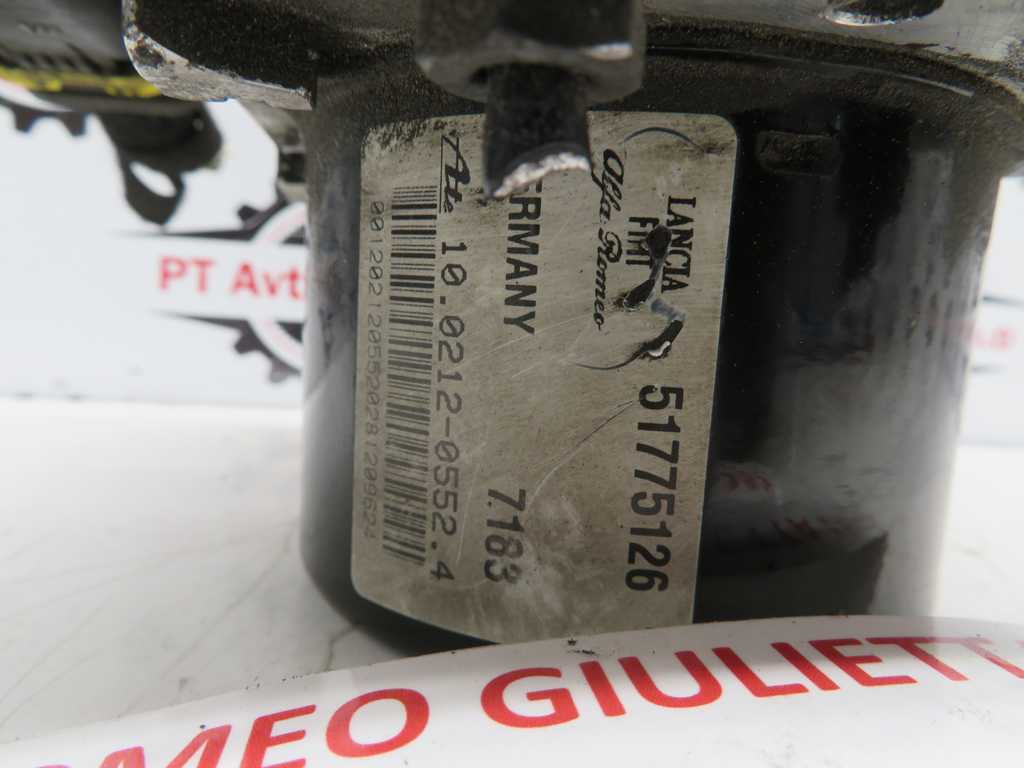 LANCIA
FIAT
Alfa Romeo
51775126
ERMANY
7.183
Ate 10.0212-0552.4
PT Avt
MEO GIULIETT